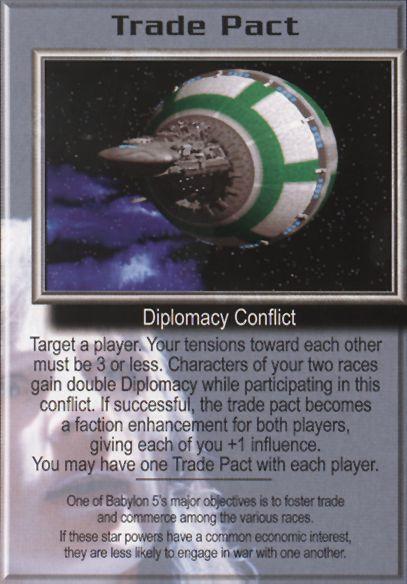 Trade Pact
Diplomacy Conflict
Target a player. Your tensions toward each other
must be 3 or less. Characters of your two races
gain double Diplomacy while participating in this
conflict. If successful, the trade pact becomes
a faction enhancement for both players,
giving each of you +1 influence.
You may have one Trade Pact with each player.
One of Babylon 5's major objectives is to foster trade
and commerce among the various races.
If these star powers have a common economic interest,
they are less likely to engage in war with one another.